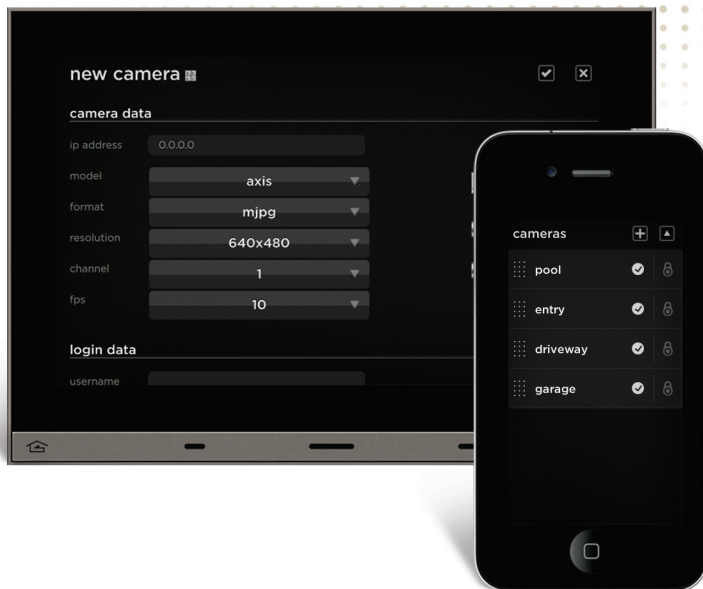 new camera
camera data
ip address 0.0.0.0
model axis
format mjpg
resolution 640x480
channel 1
fps 10
login data
username
cameras
pool
entry
driveway
garage